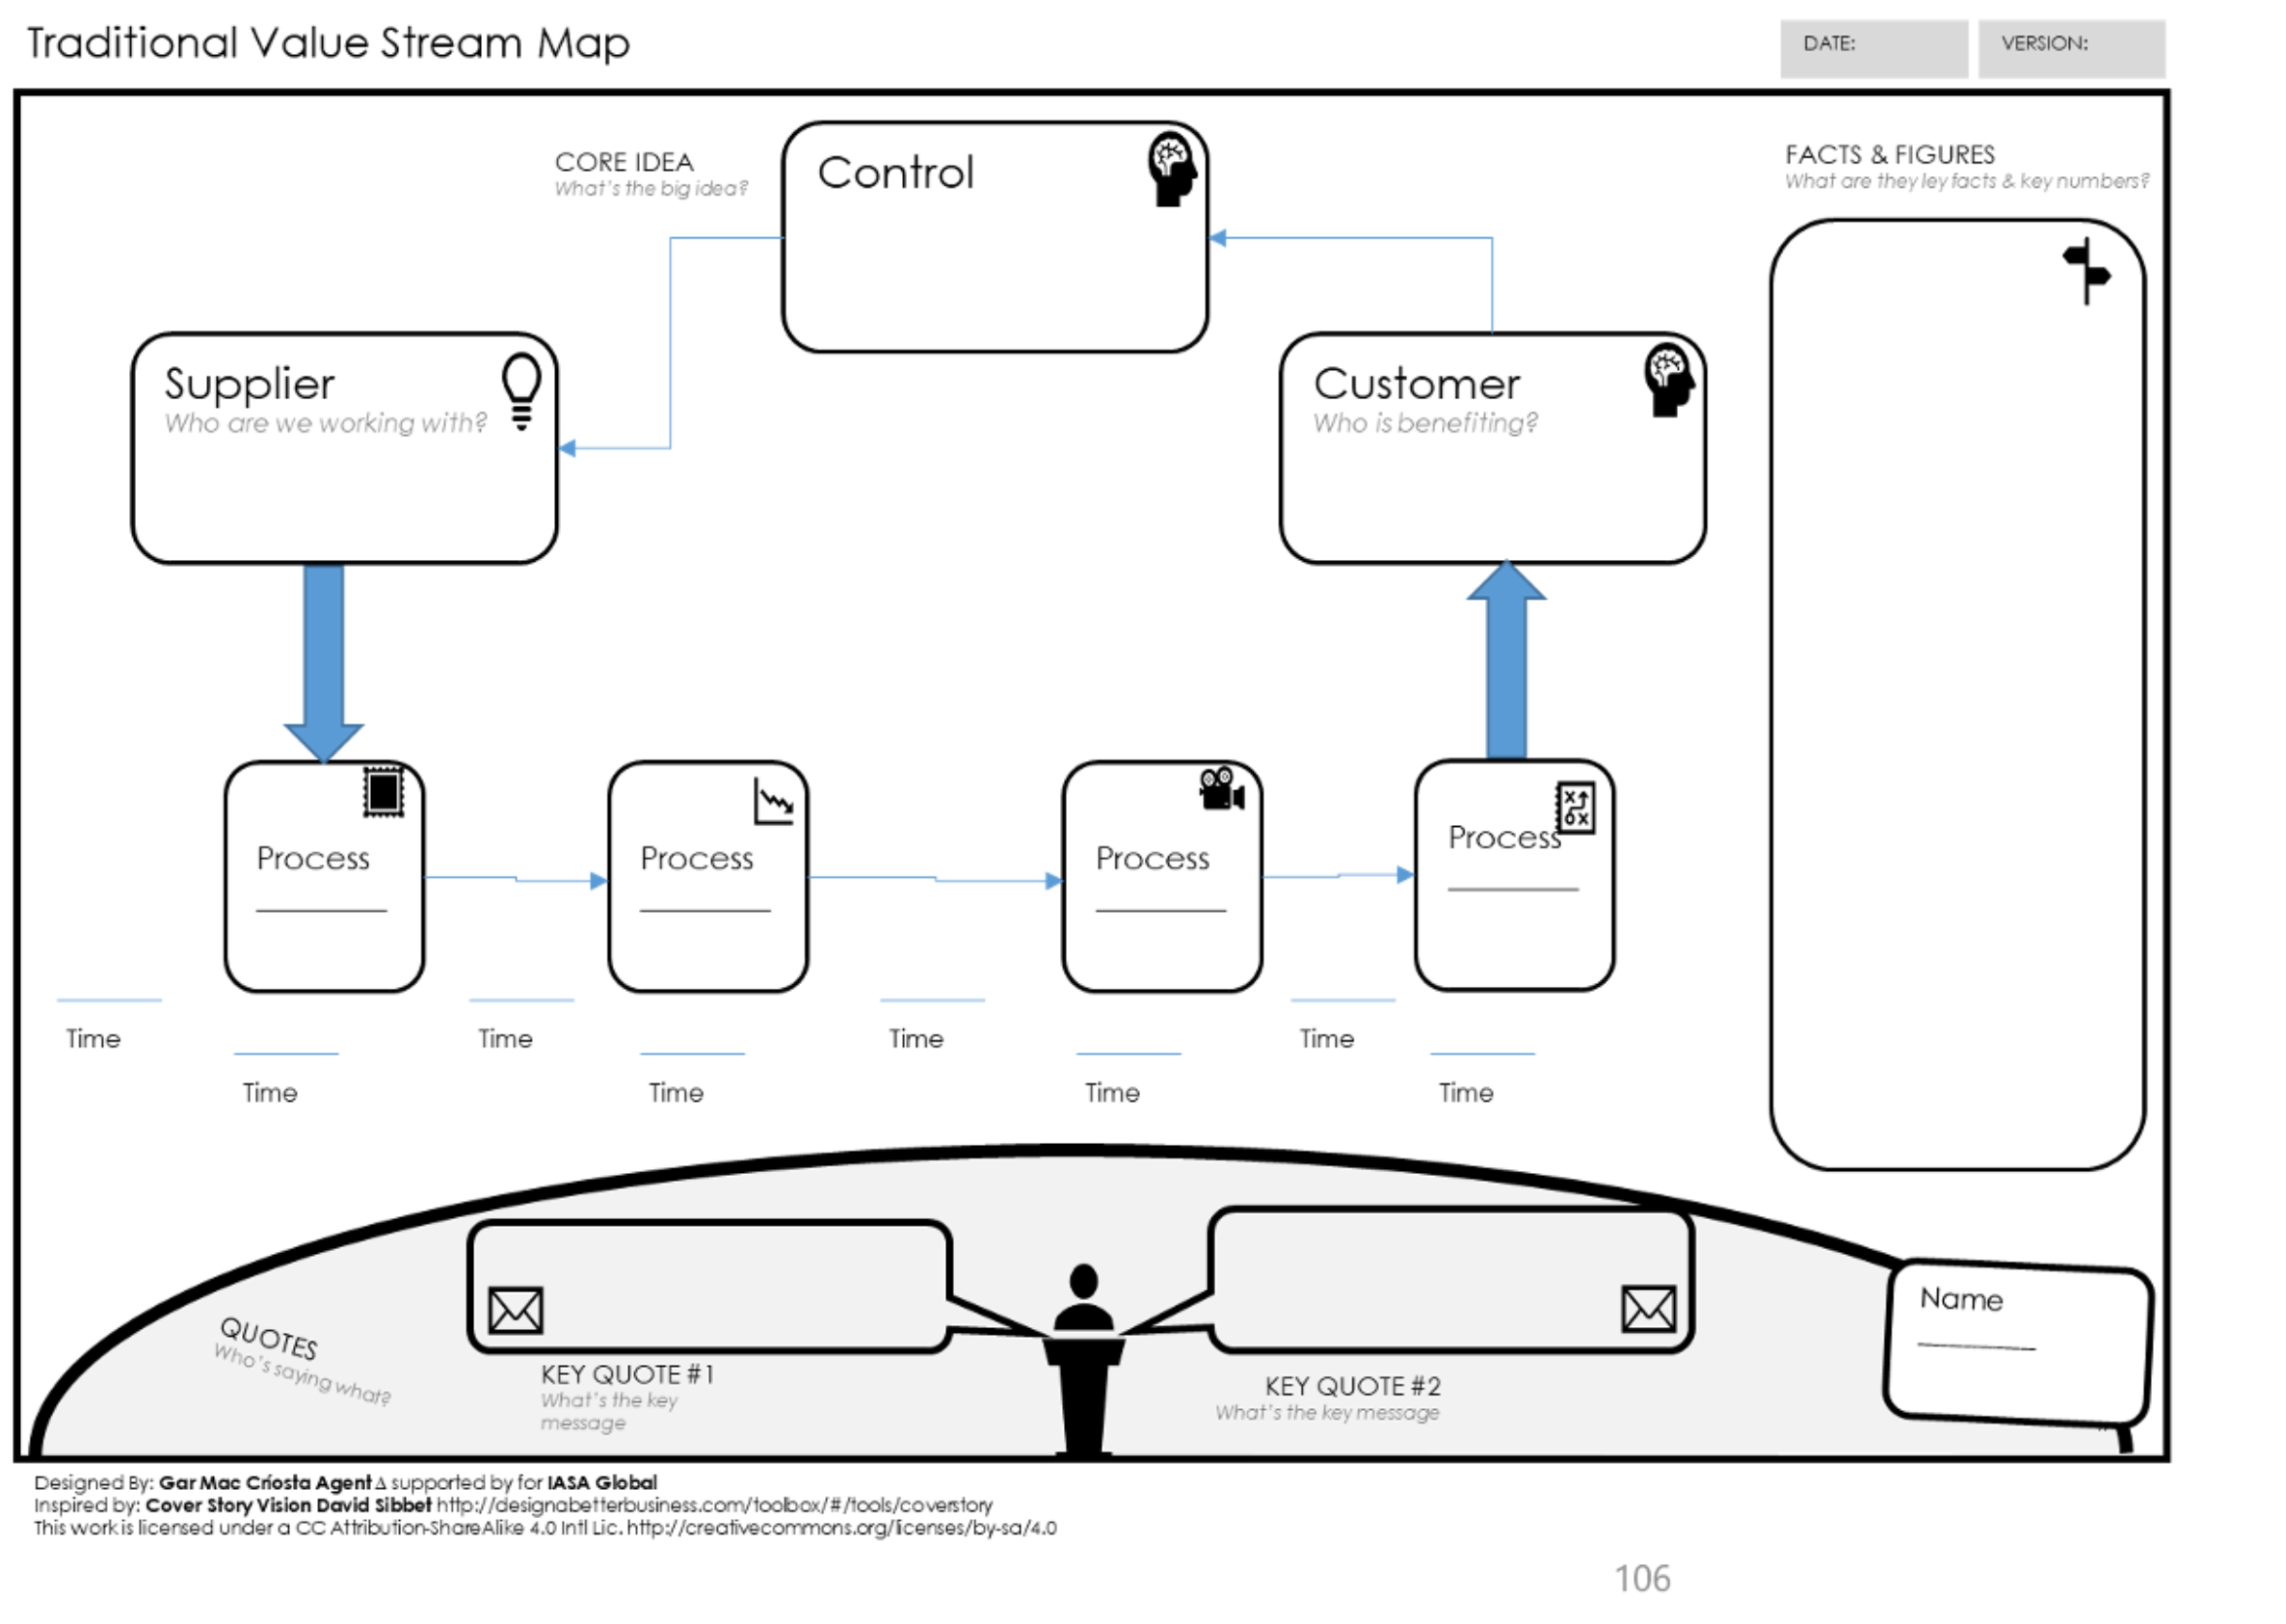 Traditional Value Stream Map
DATE:
VERSION:
CORE IDEA
What's the big idea?
Control
FACTS & FIGURES
What are they ley facts & key numbers?
Supplier
Who are we working with?
Customer
Who is benefiting?
Process
Process
Process
Process
Time
Time
Time
Time
Time
Time
Time
Time
QUOTES
Who's saying what?
KEY QUOTE #1
What's the key
message
KEY QUOTE #2
What's the key message
Name
Designed By: Gar Mac Críosta Agent Δ supported by for IASA Global
Inspired by: Cover Story Vision David Sibbet http://designabetterbusiness.com/toolbox/#/tools/coverstory
This work is licensed under a CC Attribution-ShareAlike 4.0 Intl Lic. http://creativecommons.org/licenses/by-sa/4.0
106